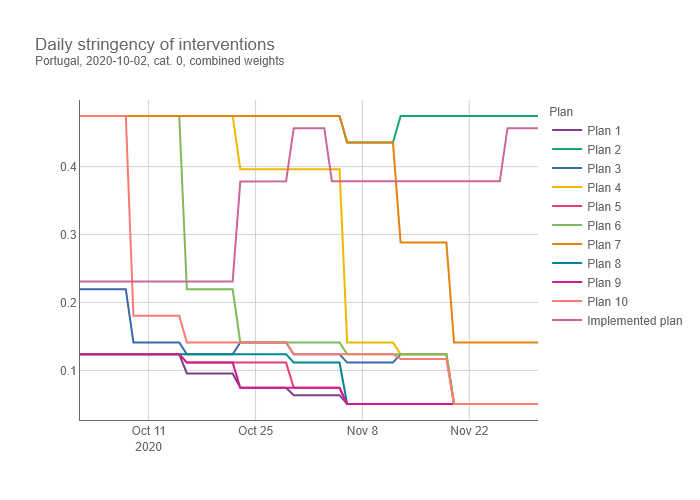 Daily stringency of interventions
Portugal, 2020-10-02, cat. 0, combined weights
Plan
Plan 1
Plan 2
Plan 3
Plan 4
Plan 5
Plan 6
Plan 7
Plan 8
Plan 9
Plan 10
Implemented plan
0.4
0.3
0.2
0.1
Oct 11
2020
Oct 25
Nov 8
Nov 22